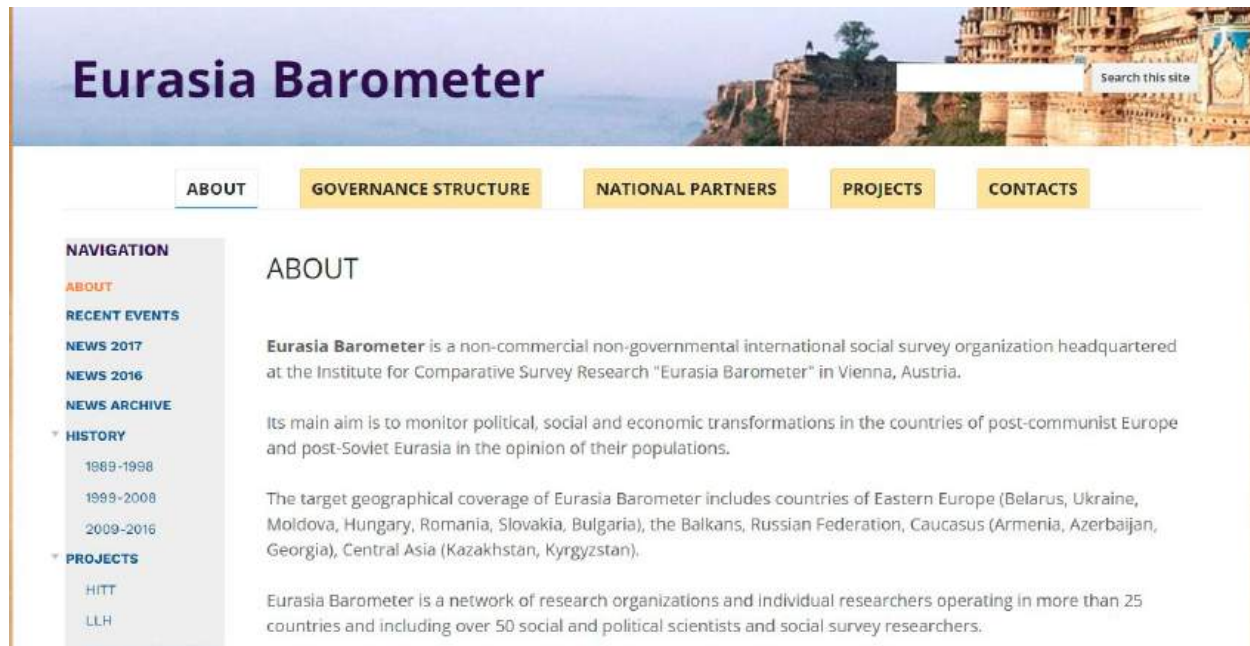 Eurasia Barometer
Search this site
ABOUT
GOVERNANCE STRUCTURE
NATIONAL PARTNERS
PROJECTS
CONTACTS
NAVIGATION
ABOUT
RECENT EVENTS
NEWS 2017
NEWS 2016
NEWS ARCHIVE
HISTORY
1989-1998
1999-2008
2009-2016
PROJECTS
HITT
LLH
ABOUT
Eurasia Barometer is a non-commercial non-governmental international social survey organization headquartered
at the Institute for Comparative Survey Research "Eurasia Barometer" in Vienna, Austria.
Its main aim is to monitor political, social and economic transformations in the countries of post-communist Europe
and post-Soviet Eurasia in the opinion of their populations.
The target geographical coverage of Eurasia Barometer includes countries of Eastern Europe (Belarus, Ukraine,
Moldova, Hungary, Romania, Slovakia, Bulgaria), the Balkans, Russian Federation, Caucasus (Armenia, Azerbaijan,
Georgia), Central Asia (Kazakhstan, Kyrgyzstan).
Eurasia Barometer is a network of research organizations and individual researchers operating in more than 25
countries and including over 50 social and political scientists and social survey researchers.